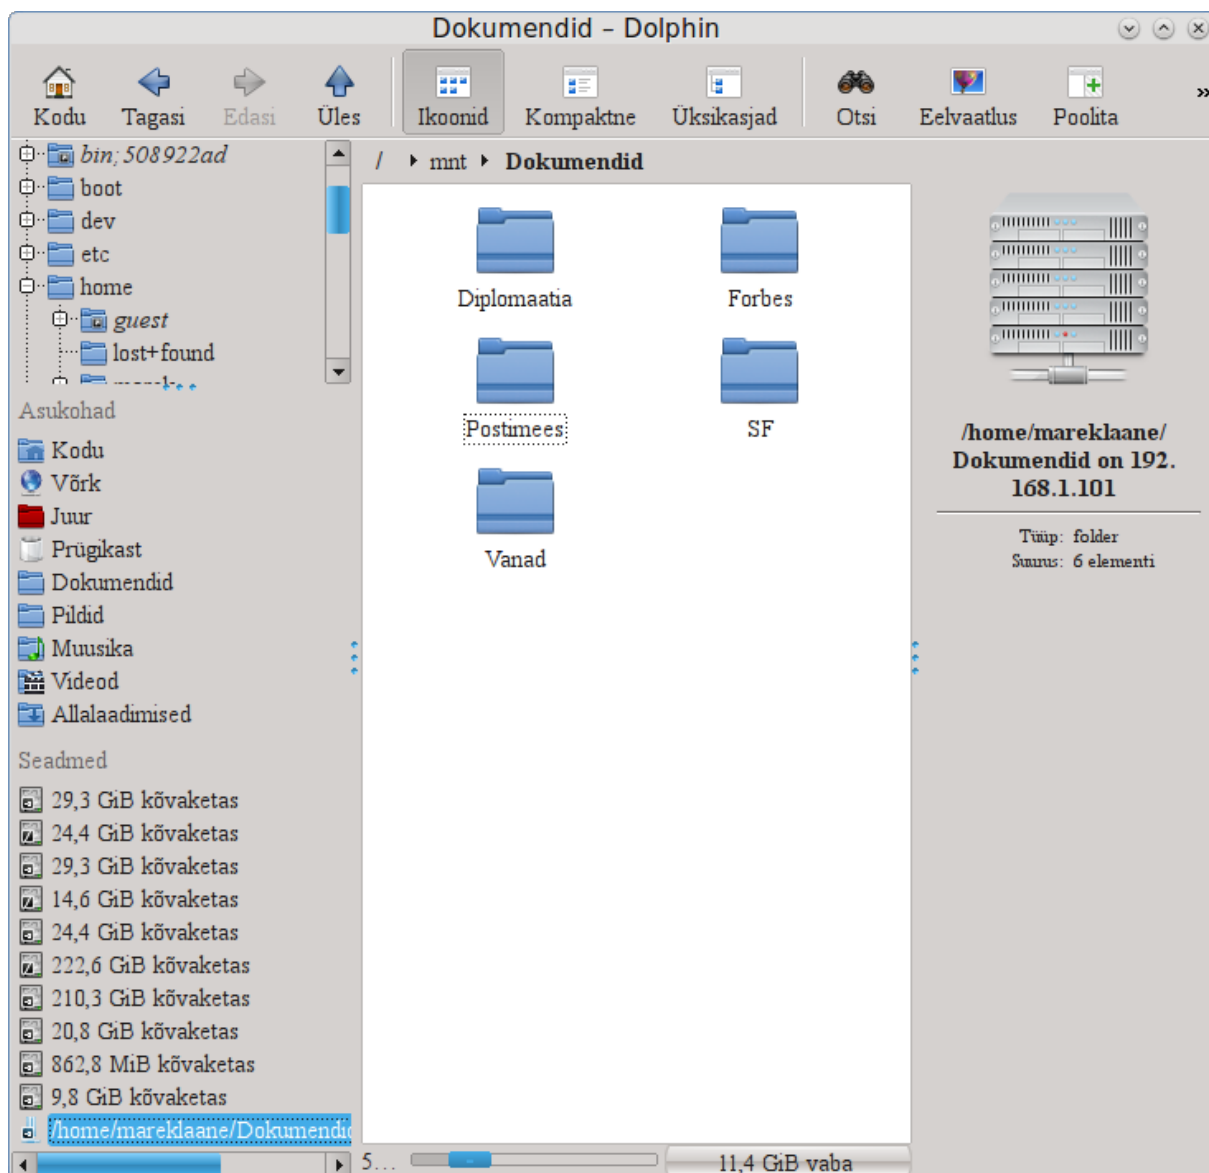 Dokumendid – Dolphin
Kodu Tagasi Edasi Üles Ikoonid Kompaktne Üksikasjad Otsi Eelvaatlus Poolita »
bin;508922ad
boot
dev
etc
home
guest
lost+found
Asukohad
Kodu
Võrk
Juur
Prügikast
Dokumendid
Pildid
Muusika
Videod
Allalaadimised
Seadmed
29,3 GiB kõvaketas
24,4 GiB kõvaketas
29,3 GiB kõvaketas
14,6 GiB kõvaketas
24,4 GiB kõvaketas
222,6 GiB kõvaketas
210,3 GiB kõvaketas
20,8 GiB kõvaketas
862,8 MiB kõvaketas
9,8 GiB kõvaketas
/home/mareklaane/Dokumendid
/ mnt Dokumendid
Diplomaatia Forbes
Postimees SF
Vanad
5... 11,4 GiB vaba
/home/mareklaane/
Dokumendid on 192.
168.1.101
Tüüp: folder
Suurus: 6 elementi